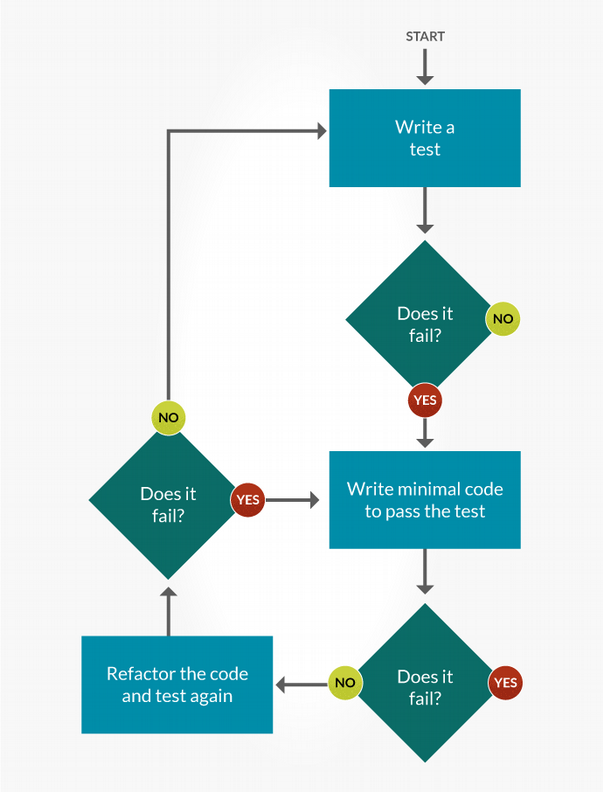 START
Write a
test
Does it
fail?
NO
YES
Write minimal code
to pass the test
Does it
fail?
YES
NO
Refactor the code
and test again
Does it
fail?
YES
NO